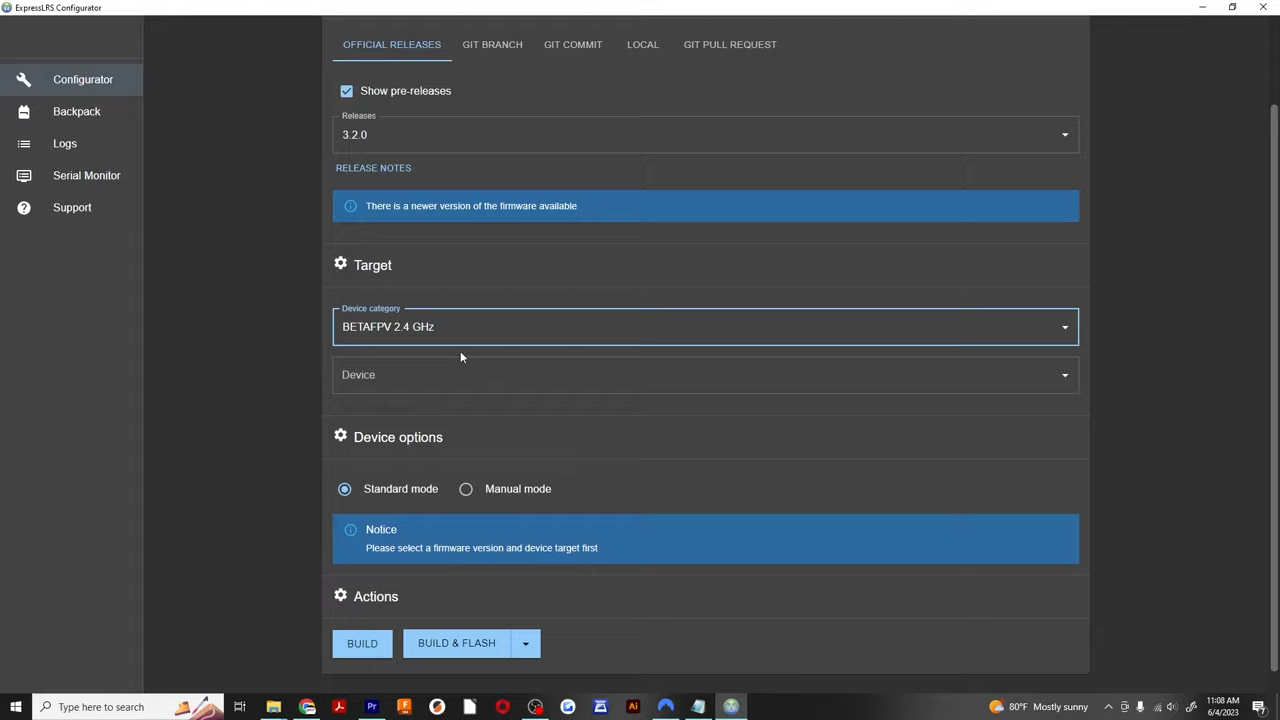 ExpressLRS Configurator
OFFICIAL RELEASES
GIT BRANCH
GIT COMMIT
LOCAL
GIT PULL REQUEST
Configurator
Backpack
Logs
Serial Monitor
Support
Show pre-releases
Releases
3.2.0
RELEASE NOTES
There is a newer version of the firmware available
Target
Device category
BETAFPV 2.4 GHz
Device
Device options
Standard mode
Manual mode
Notice
Please select a firmware version and device target first
Actions
BUILD
BUILD & FLASH
Type here to search
Pr
Ai
80°F Mostly sunny
11:08 AM
6/4/2023